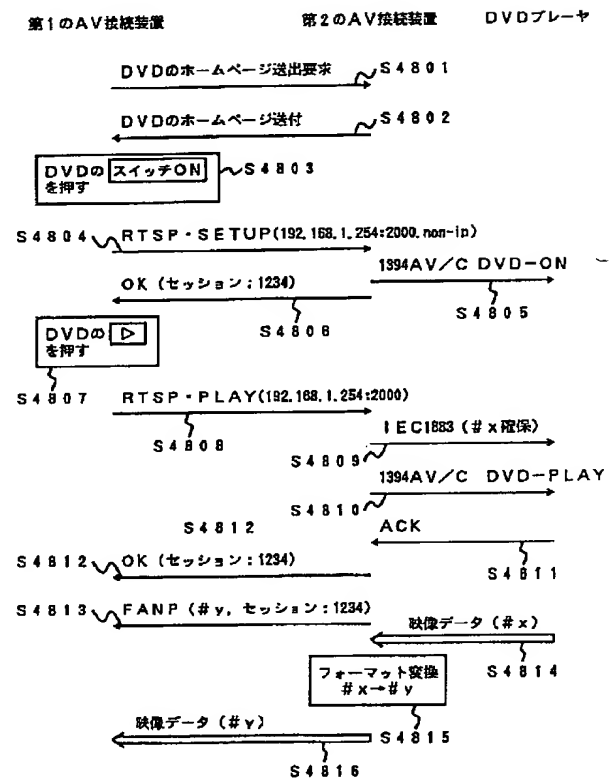 第1のAV接続装置 第2のAV接続装置 DVDプレーヤ
DVDのホームページ送出要求 S4801
DVDのホームページ送付 S4802
DVDの スイッチON S4803
を押す
S4804 RTSP・SETUP(192.168.1.254:2000.non-ip)
1394AV/C DVD-ON
OK(セッション:1234)
S4805
S4806
DVDの ▷
を押す
S4807 RTSP・PLAY(192.168.1.254:2000)
S4808
IEC1883(#x確保)
S4809
1394AV/C DVD-PLAY
S4810
S4812 ACK
S4812 OK(セッション:1234)
S4811
S4813 FANP(#y, セッション:1234)
映像データ(#x)
S4814
フォーマット変換
#x→#y
映像データ(#y) S4815
S4816